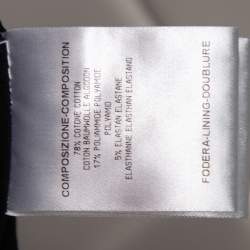 COMPOSIZIONE-COMPOSITION
78% COTONE COTTON
COTON BAUMWOLLE ALGODON
17% POLIAMMIDE POLYAMIDE
POLYAMID
5% ELASTAN ELASTANE
ELASTHANNE ELASTHAN ELASTANO
FODERA-LINING-DOUBLURE